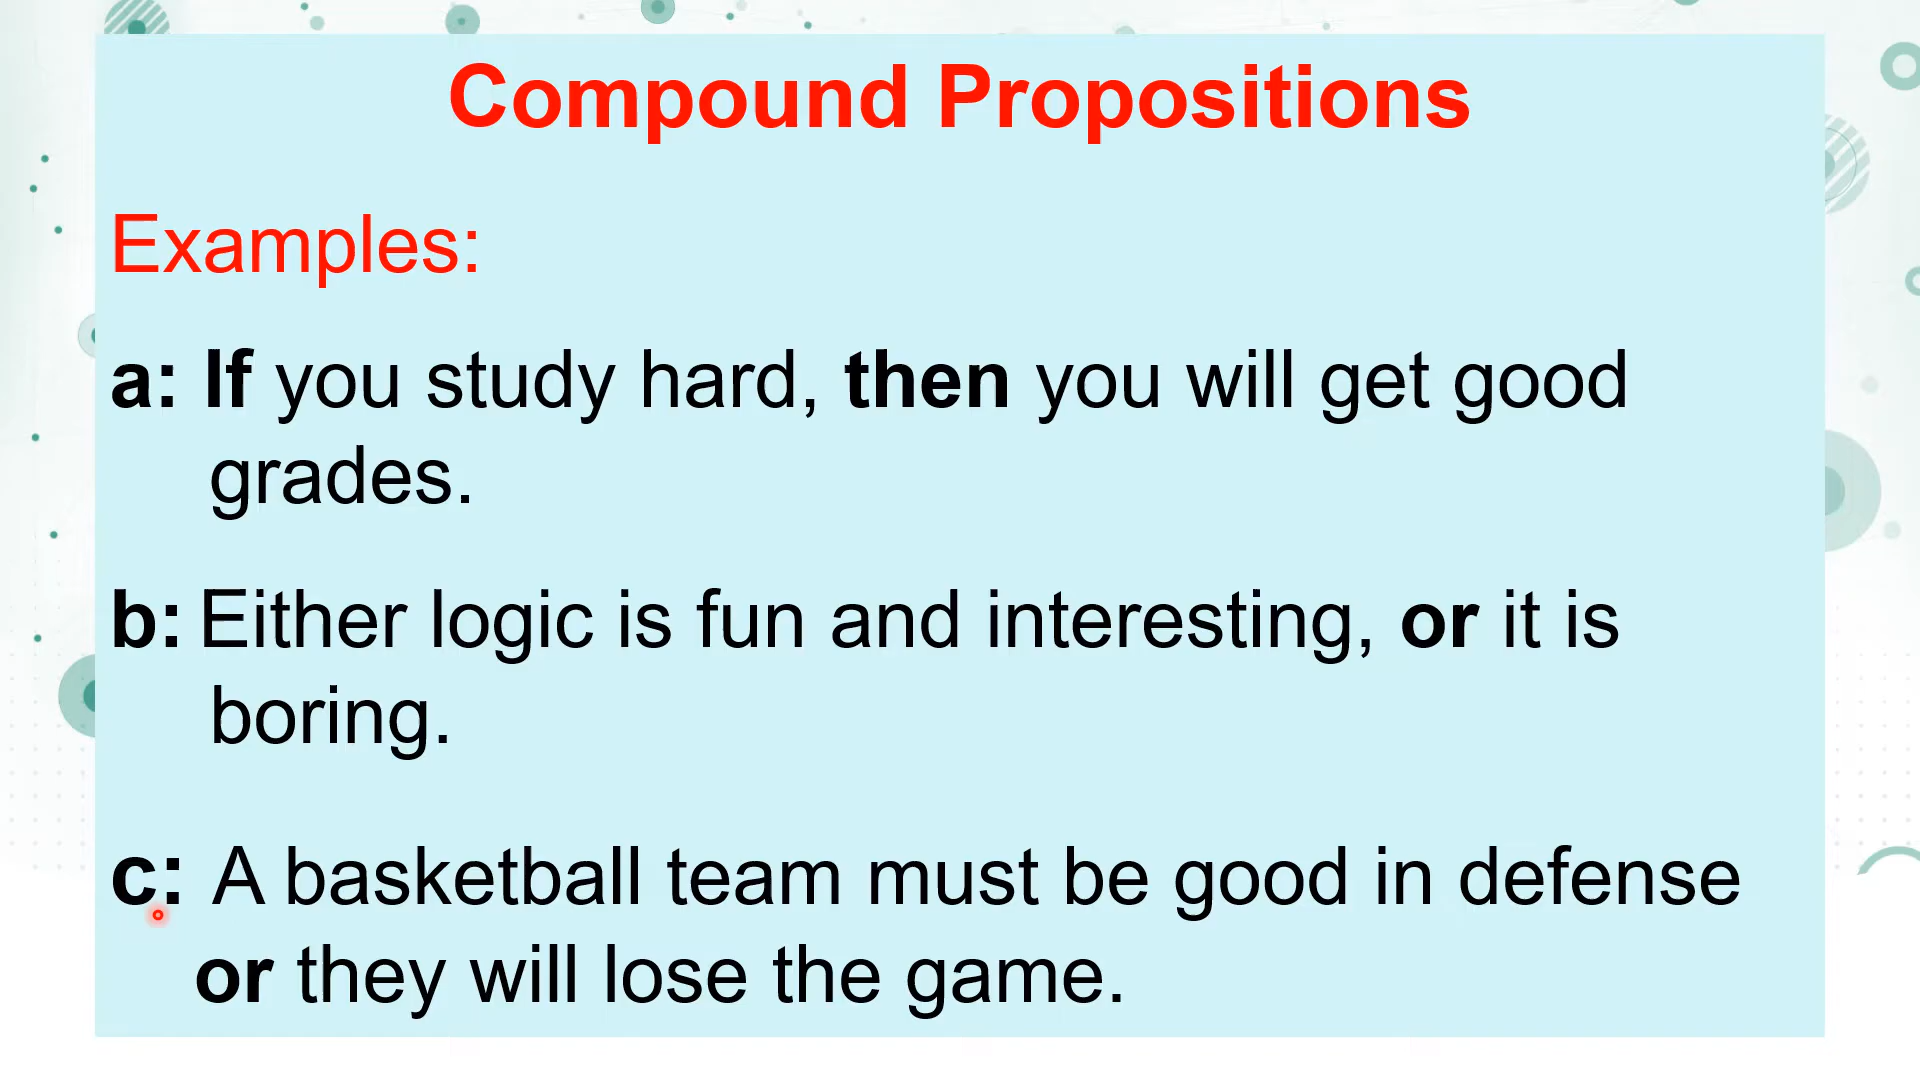 Compound Propositions
Examples:
a: If you study hard, then you will get good
grades.
b: Either logic is fun and interesting, or it is
boring.
c: A basketball team must be good in defense
or they will lose the game.